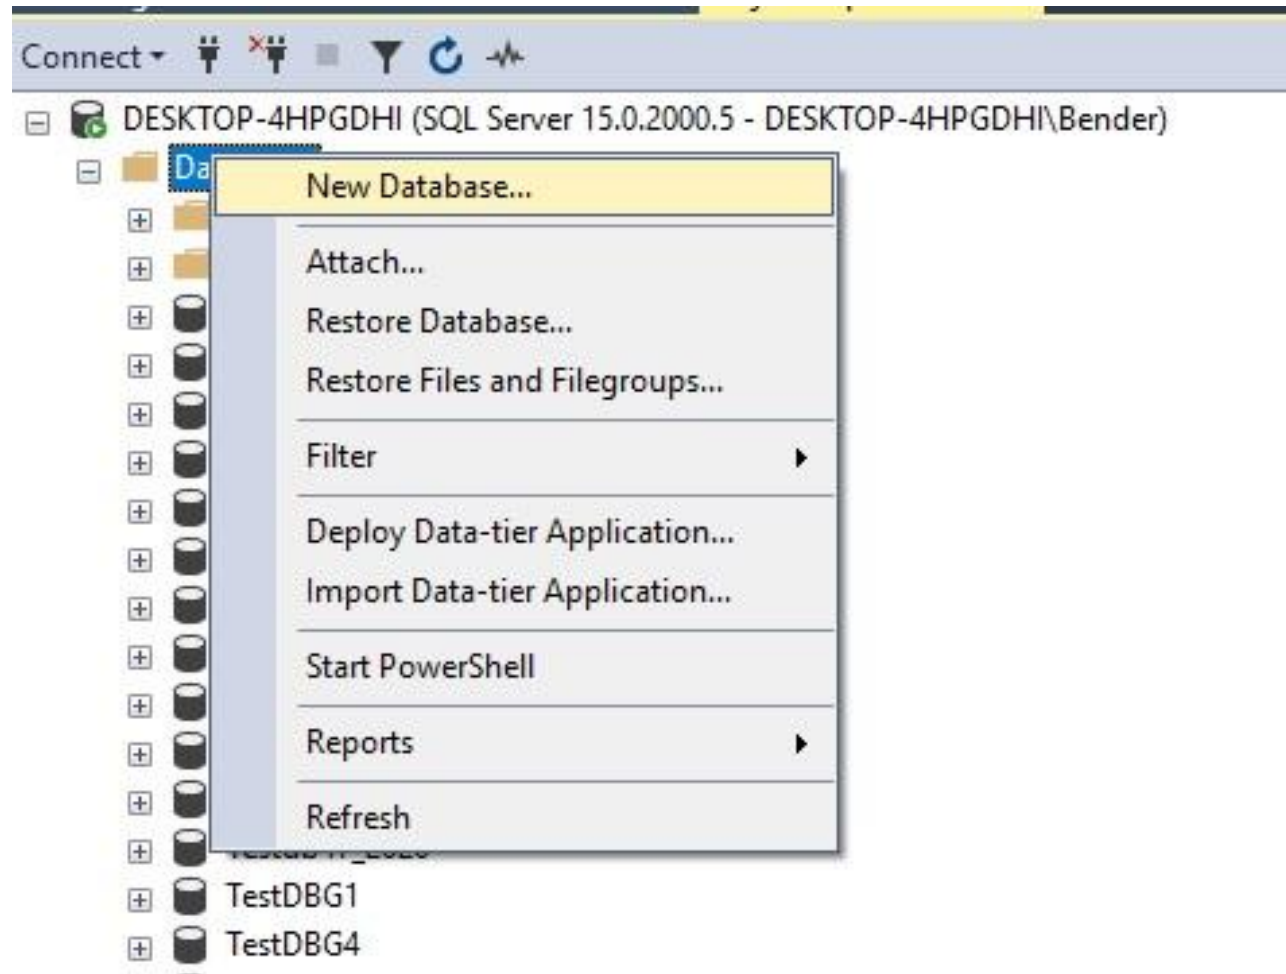 Connect
DESKTOP-4HPGDHI (SQL Server 15.0.2000.5 - DESKTOP-4HPGDHI\Bender)
Da
New Database...
Attach...
Restore Database...
Restore Files and Filegroups...
Filter
Deploy Data-tier Application...
Import Data-tier Application...
Start PowerShell
Reports
Refresh
TestDBG1
TestDBG4